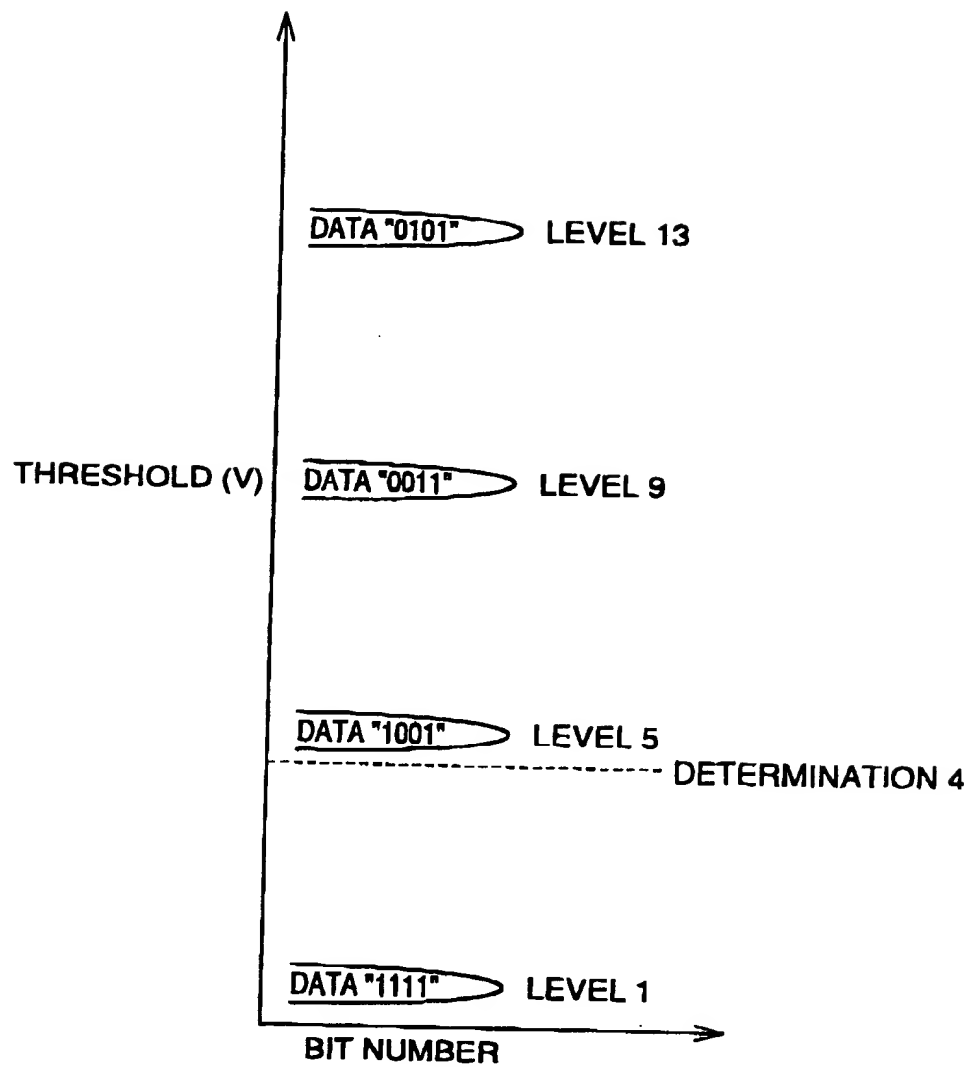 DATA "0101" LEVEL 13
THRESHOLD (V) DATA "0011" LEVEL 9
DATA "1001" LEVEL 5
DETERMINATION 4
DATA "1111" LEVEL 1
BIT NUMBER